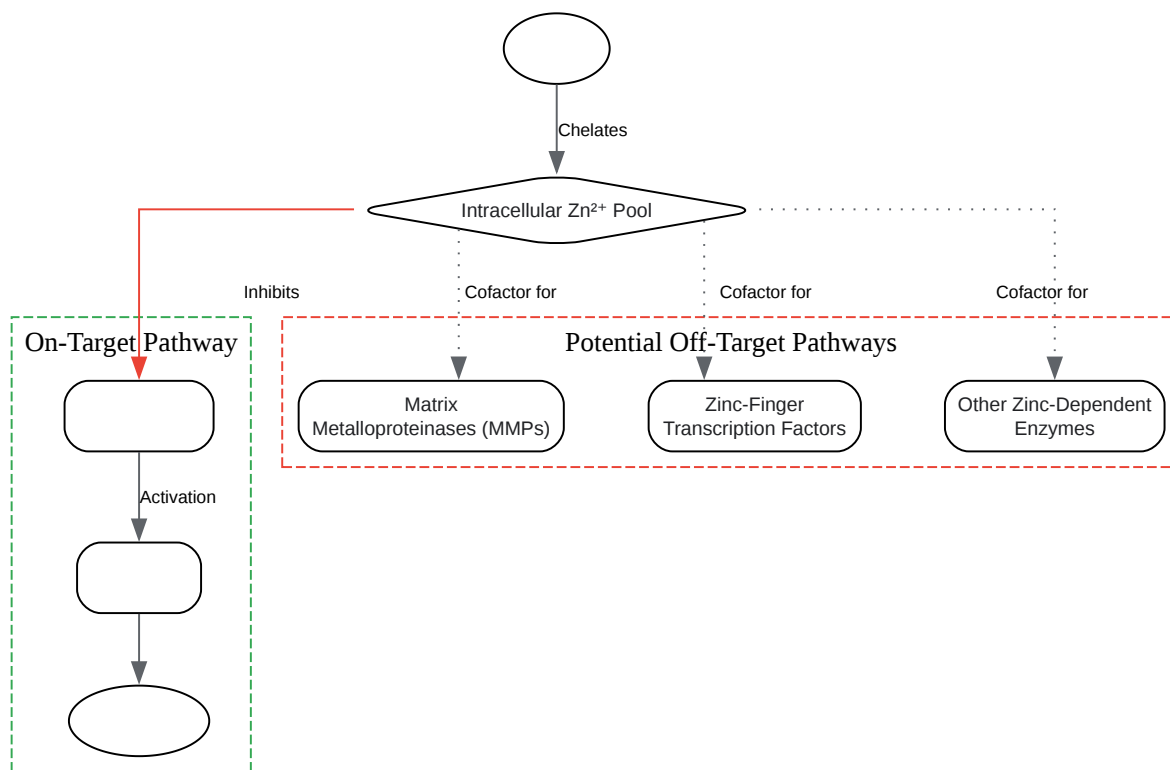 Chelates
Intracellular Zn²⁺ Pool
Inhibits
Cofactor for
Cofactor for
Cofactor for
On-Target Pathway
Potential Off-Target Pathways
Matrix
Metalloproteinases (MMPs)
Zinc-Finger
Transcription Factors
Other Zinc-Dependent
Enzymes
Activation